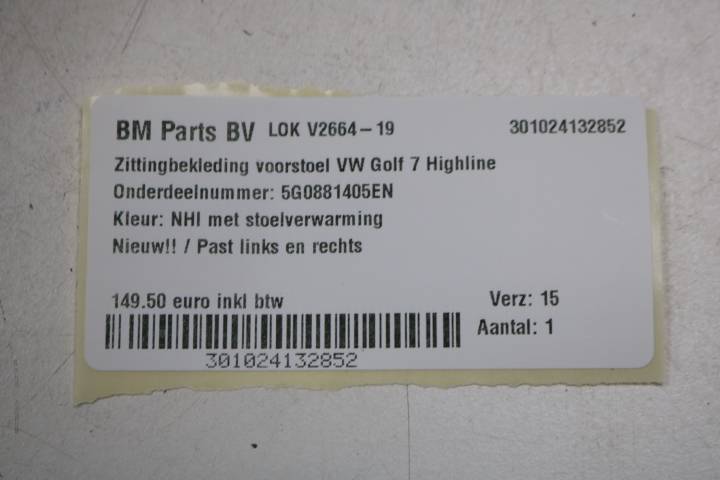 BM Parts BV LOK V2664-19 301024132852
Zittingbekleding voorstoel VW Golf 7 Highline
Onderdeelnummer: 5G0881405EN
Kleur: NHI met stoelverwarming
Nieuw!! / Past links en rechts
149.50 euro inkl btw Verz: 15
Aantal: 1
301024132852